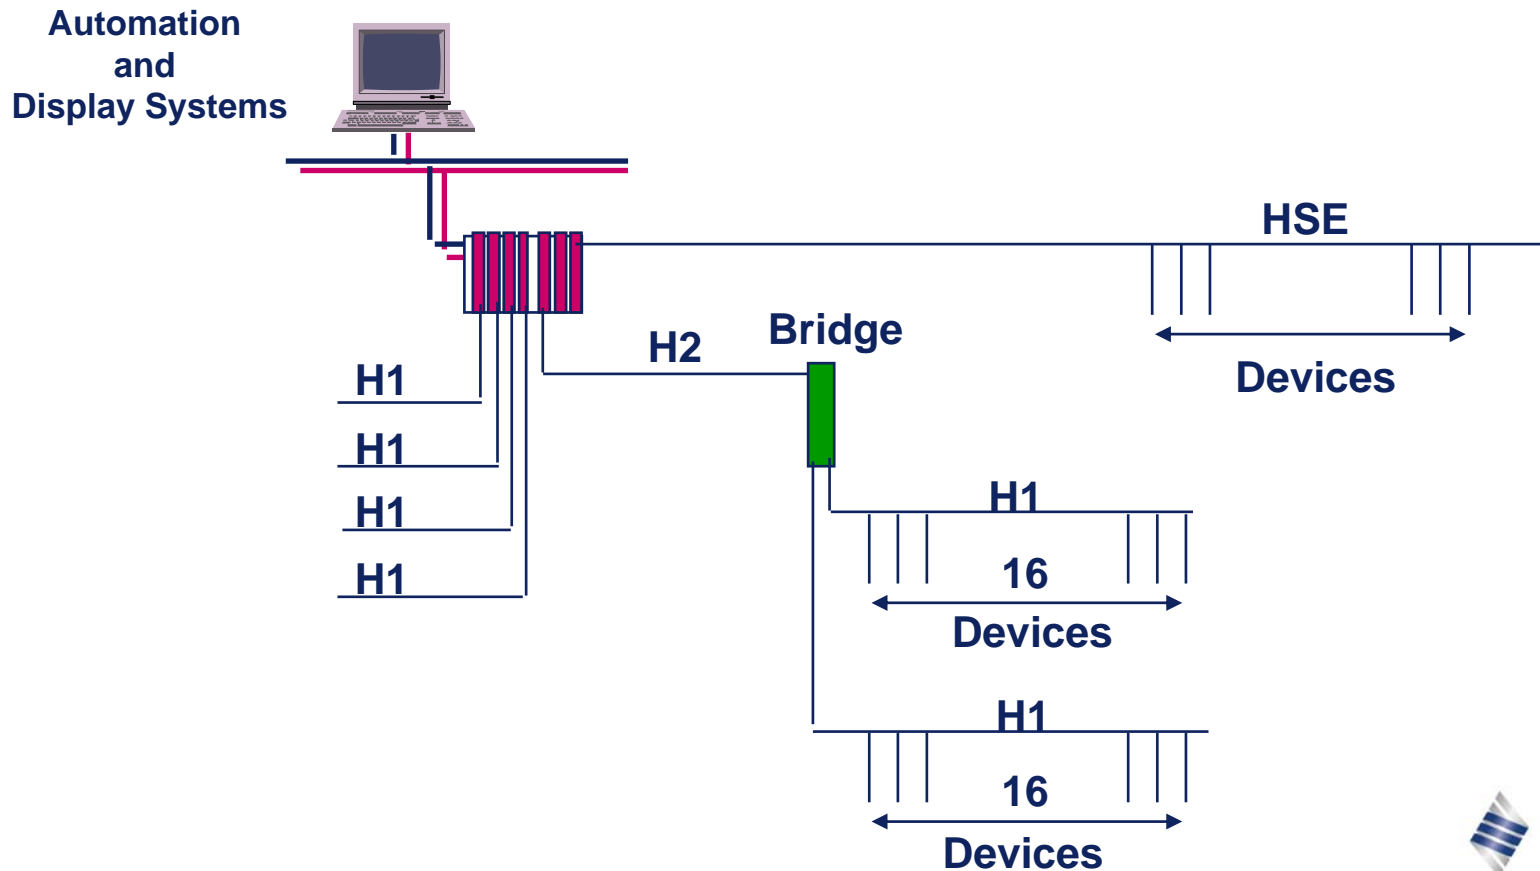 Automation
and
Display Systems
HSE
Devices
Bridge
H2
H1
H1
H1
H1
H1
16
Devices
H1
16
Devices